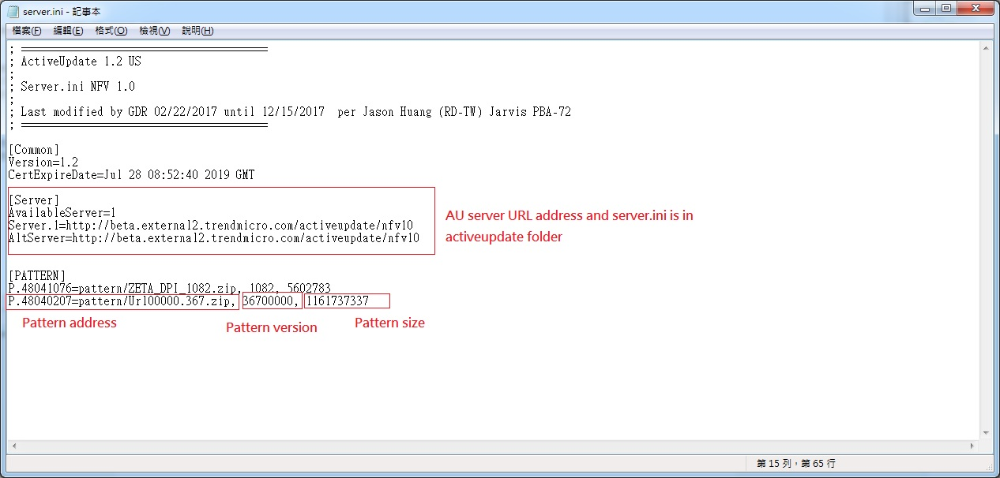 server.ini - 記事本
檔案(F) 編輯(E) 格式(O) 檢視(V) 說明(H)
; =======================================
; ActiveUpdate 1.2 US
;
; Server.ini NFV 1.0
;
; Last modified by GDR 02/22/2017 until 12/15/2017  per Jason Huang (RD-TW) Jarvis PBA-72
; =======================================
[Common]
Version=1.2
CertExpireDate=Jul 28 08:52:40 2019 GMT
[Server]
AvailableServer=1
Server.1=http://beta.external2.trendmicro.com/activeupdate/nfv10
AltServer=http://beta.external2.trendmicro.com/activeupdate/nfv10
AU server URL address and server.ini is in
activeupdate folder
[PATTERN]
P.48041076=pattern/ZETA_DPI_1082.zip, 1082, 5602783
P.48040207=pattern/Url00000.367.zip, 36700000, 1161737337
Pattern address
Pattern version
Pattern size
第 15 列，第 65 行